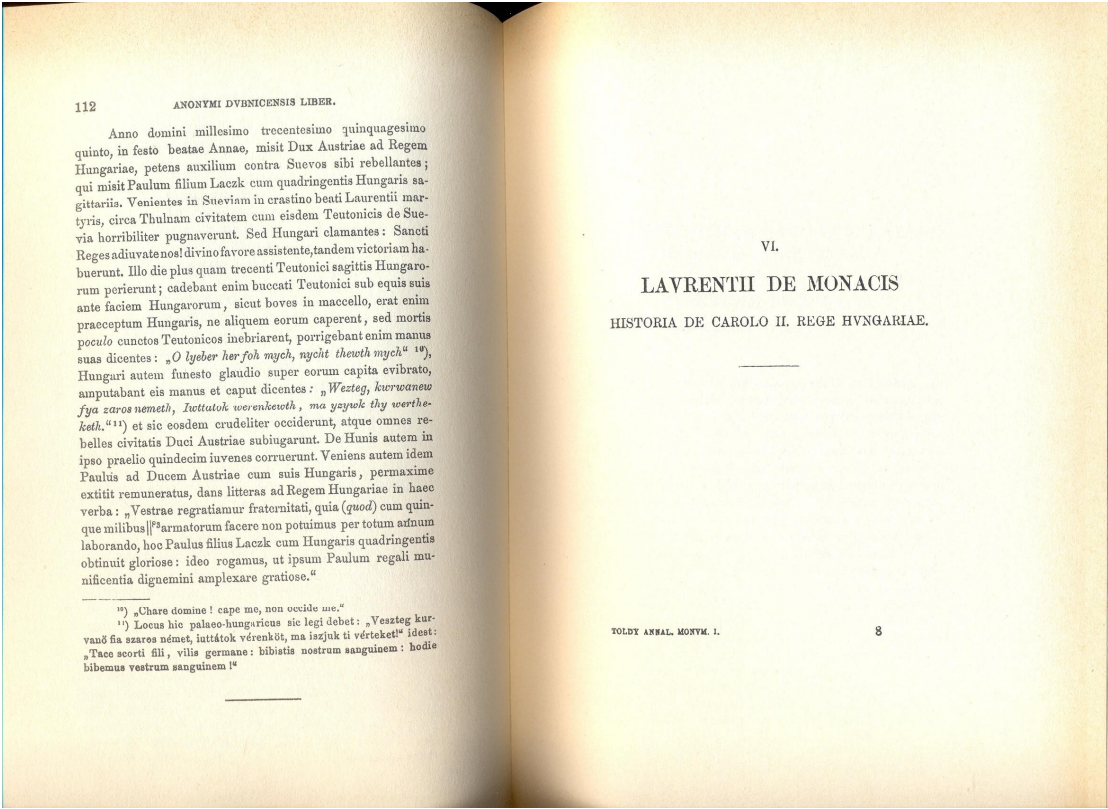 112 ANONYMI DVBNICENSIS LIBER.
Anno domini millesimo trecentesimo quinquagesimo
quinto, in festo beatae Annae, misit Dux Austriae ad Regem
Hungariae, petens auxilium contra Suevos sibi rebellantes;
qui misit Paulum filium Laczk cum quadringentis Hungaris sa-
gittariis. Venientes in Sueviam in crastino beati Laurentii mar-
tyris, circa Thulnam civitatem cum eisdem Teutonicis de Sue-
via horribiliter pugnaverunt. Sed Hungari clamantes: Sancti
Reges adiuvate nos! divino favore assistente, tandem victoriam ha-
buerunt. Illo die plus quam trecenti Teutonici sagittis Hungaro-
rum perierunt; cadebant enim buccati Teutonici sub equis suis
ante faciem Hungarorum, sicut boves in maccello, erat enim
praeceptum Hungaris, ne aliquem eorum caperent, sed mortis
poculo cunctos Teutonicos inebriarent, porrigebant enim manus
suas dicentes: „O lyeber her foh mych, nycht thewth mych“ ¹⁰),
Hungari autem funesto glaudio super eorum capita evibrato,
amputabant eis manus et caput dicentes: „Wezteg, kwrwanew
fya zaros nemeth, Iwttatok werenkewth, ma yzywk thy werthe-
keth.“ ¹¹) et sic eosdem crudeliter occiderunt, atque omnes re-
belles civitatis Duci Austriae subiugarunt. De Hunis autem in
ipso praelio quindecim iuvenes corruerunt. Veniens autem idem
Paulus ad Ducem Austriae cum suis Hungaris, permaxime
extitit remuneratus, dans litteras ad Regem Hungariae in haec
verba: „Vestrae regratiamur fraternitati, quia (quod) cum quin-
que milibus || armatorum facere non potuimus per totum annum
laborando, hoc Paulus filius Laczk cum Hungaris quadringentis
obtinuit gloriose: ideo rogamus, ut ipsum Paulum regali mu-
nificentia dignemini amplexare gratiose.“
¹⁰) „Chare domine! cape me, non occide me.“
¹¹) Locus hic palaeo-hungaricus sic legi debet: „Veszteg kur-
vanő fia szaros német, iuttátok vérenköt, ma iszjuk ti vérteket!“ idest:
„Tace scorti fili, vilis germane: bibistis nostrum sanguinem: hodie
bibemus vestrum sanguinem!“
VI.
LAVRENTII DE MONACIS
HISTORIA DE CAROLO II. REGE HVNGARIAE.
TOLDY ANNAL. MONVM. I. 8